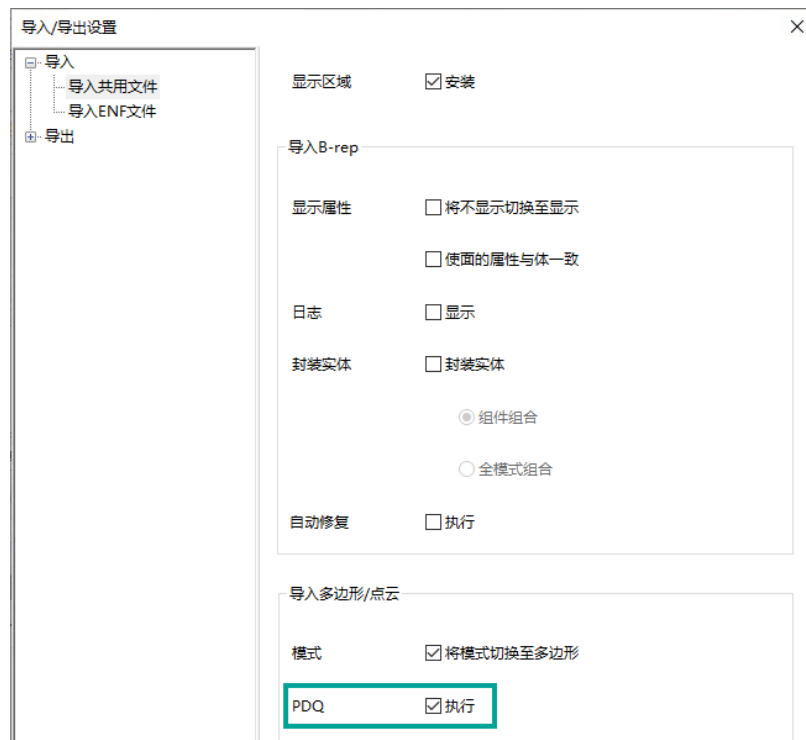 导入/导出设置
导入
导入共用文件
导入ENF文件
导出
显示区域 安装
导入B-rep
显示属性 将不显示切换至显示
使面的属性与体一致
日志 显示
封装实体 封装实体
组件组合
全模式组合
自动修复 执行
导入多边形/点云
模式 将模式切换至多边形
PDQ 执行